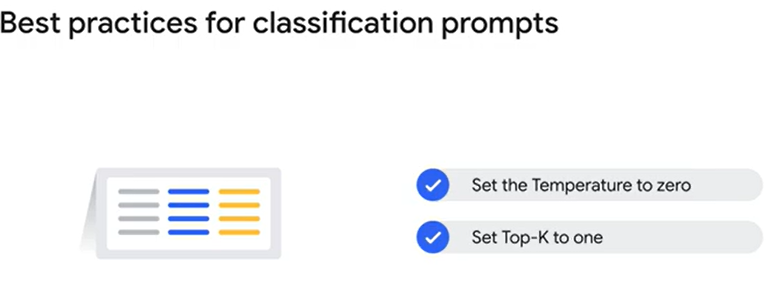 Best practices for classification prompts
Set the Temperature to zero
Set Top-K to one